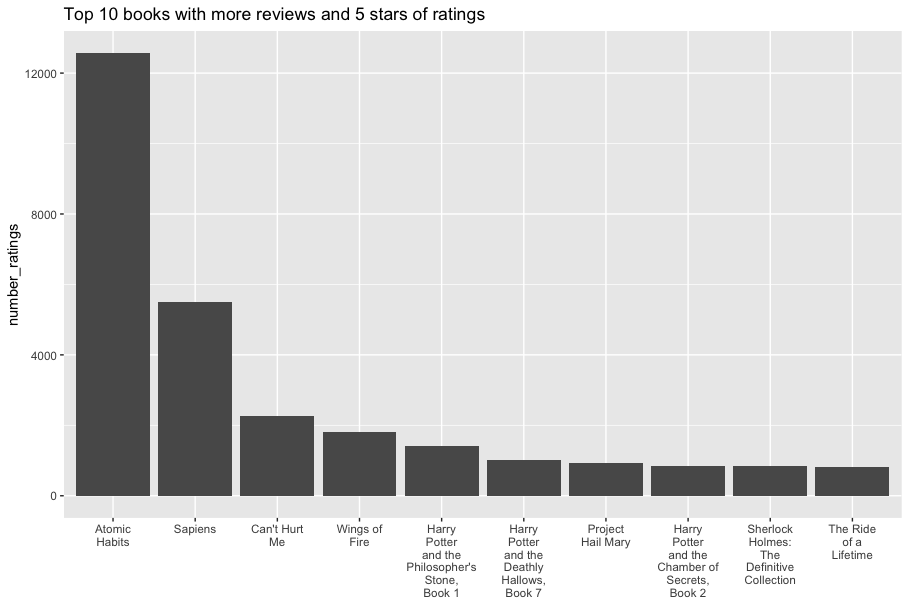 Top 10 books with more reviews and 5 stars of ratings
number_ratings
12000
8000
4000
0
Atomic
Habits
Sapiens
Can't Hurt
Me
Wings of
Fire
Harry
Potter
and the
Philosopher's
Stone,
Book 1
Harry
Potter
and the
Deathly
Hallows,
Book 7
Project
Hail Mary
Harry
Potter
and the
Chamber of
Secrets,
Book 2
Sherlock
Holmes:
The
Definitive
Collection
The Ride
of a
Lifetime